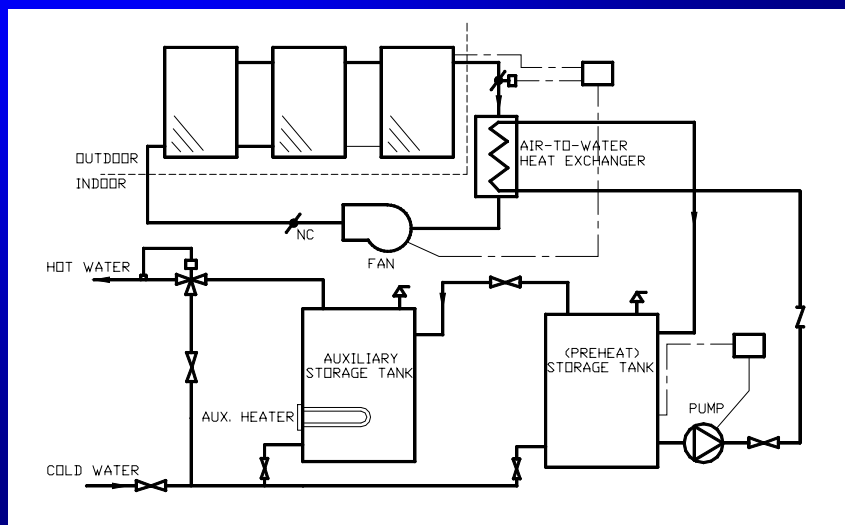 OUTDOOR
INDOOR
AIR-TO-WATER
HEAT EXCHANGER
NC
FAN
HOT WATER
AUXILIARY
STORAGE TANK
(PREHEAT)
STORAGE TANK
AUX. HEATER
PUMP
COLD WATER